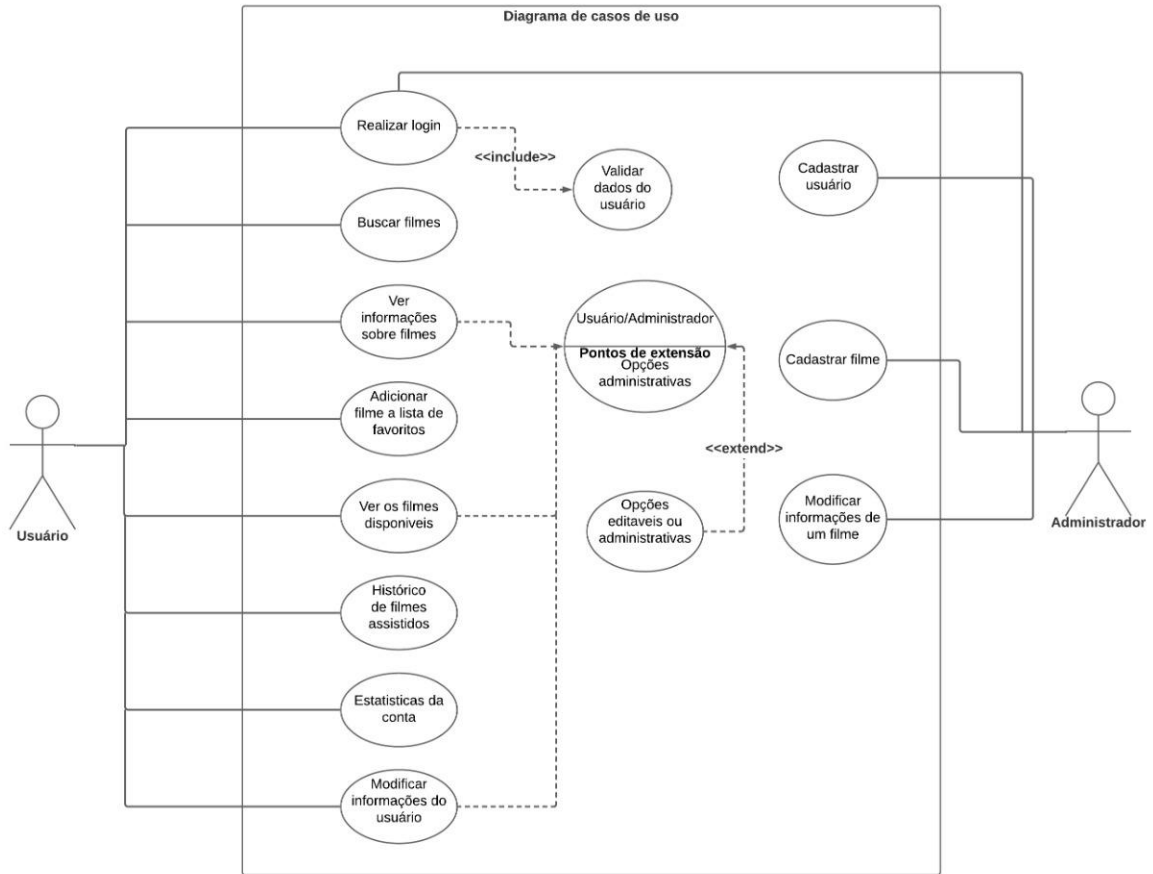 Diagrama de casos de uso
Realizar login
<<include>>
Validar
dados do
usuário
Cadastrar
usuário
Buscar filmes
Ver
informações
sobre filmes
Usuário/Administrador
Pontos de extensão
Opções
administrativas
Cadastrar filme
Adicionar
filme a lista de
favoritos
<<extend>>
Ver os filmes
disponiveis
Opções
editaveis ou
administrativas
Modificar
informações de
um filme
Usuário
Administrador
Histórico
de filmes
assistidos
Estatisticas da
conta
Modificar
informações do
usuário